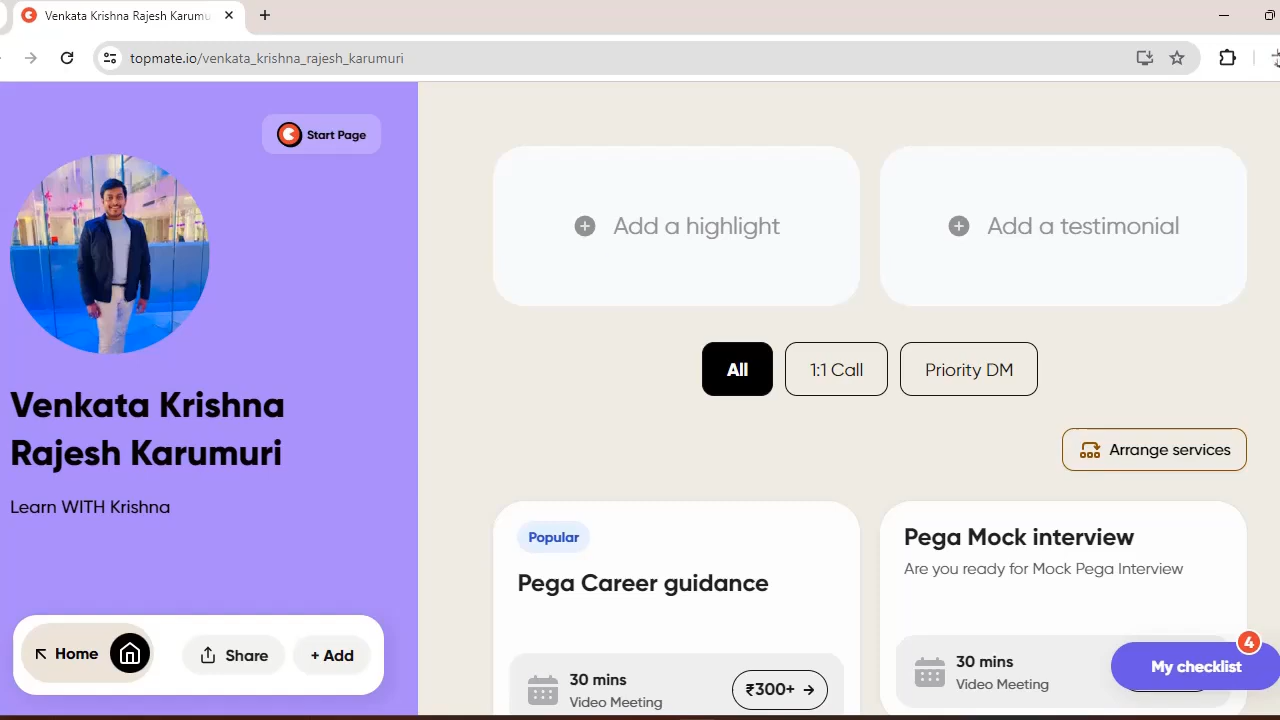 Venkata Krishna Rajesh Karumu
topmate.io/venkata_krishna_rajesh_karumuri
Start Page
Venkata Krishna
Rajesh Karumuri
Learn WITH Krishna
Home
Share
+ Add
Add a highlight
Add a testimonial
All
1:1 Call
Priority DM
Arrange services
Popular
Pega Career guidance
30 mins
Video Meeting
₹300+
Pega Mock interview
Are you ready for Mock Pega Interview
30 mins
Video Meeting
4
My checklist